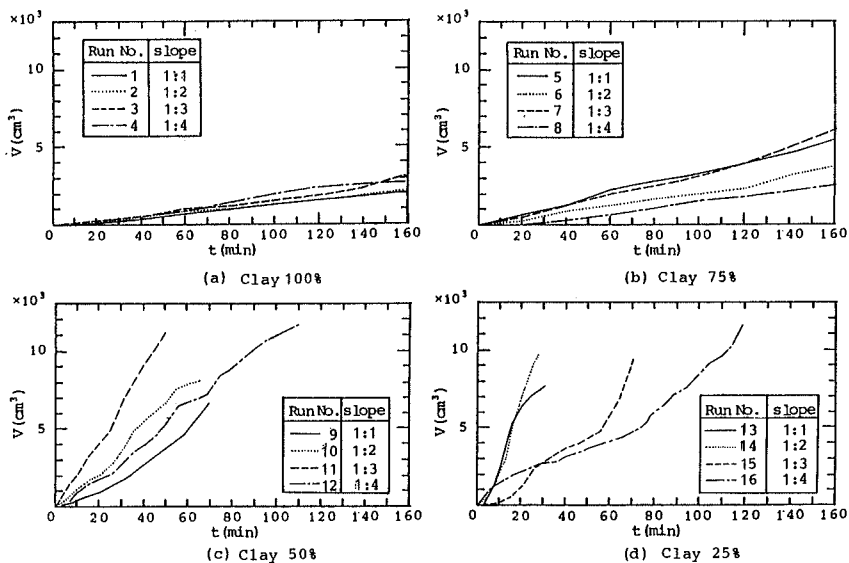 ×10³
Run No. slope
1 1:1
2 1:2
3 1:3
4 1:4
10
5
V(cm³)
0 20 40 60 80 100 120 140 160
t(min)
(a) Clay 100%
×10³
Run No. slope
5 1:1
6 1:2
7 1:3
8 1:4
10
5
V(cm³)
0 20 40 60 80 100 120 140 160
t(min)
(b) Clay 75%
×10³
10
5
V(cm³)
Run No. slope
9 1:1
10 1:2
11 1:3
12 1:4
0 20 40 60 80 100 120 140 160
t(min)
(c) Clay 50%
×10³
10
5
V(cm³)
Run No. slope
13 1:1
14 1:2
15 1:3
16 1:4
0 20 40 60 80 100 120 140 160
t(min)
(d) Clay 25%